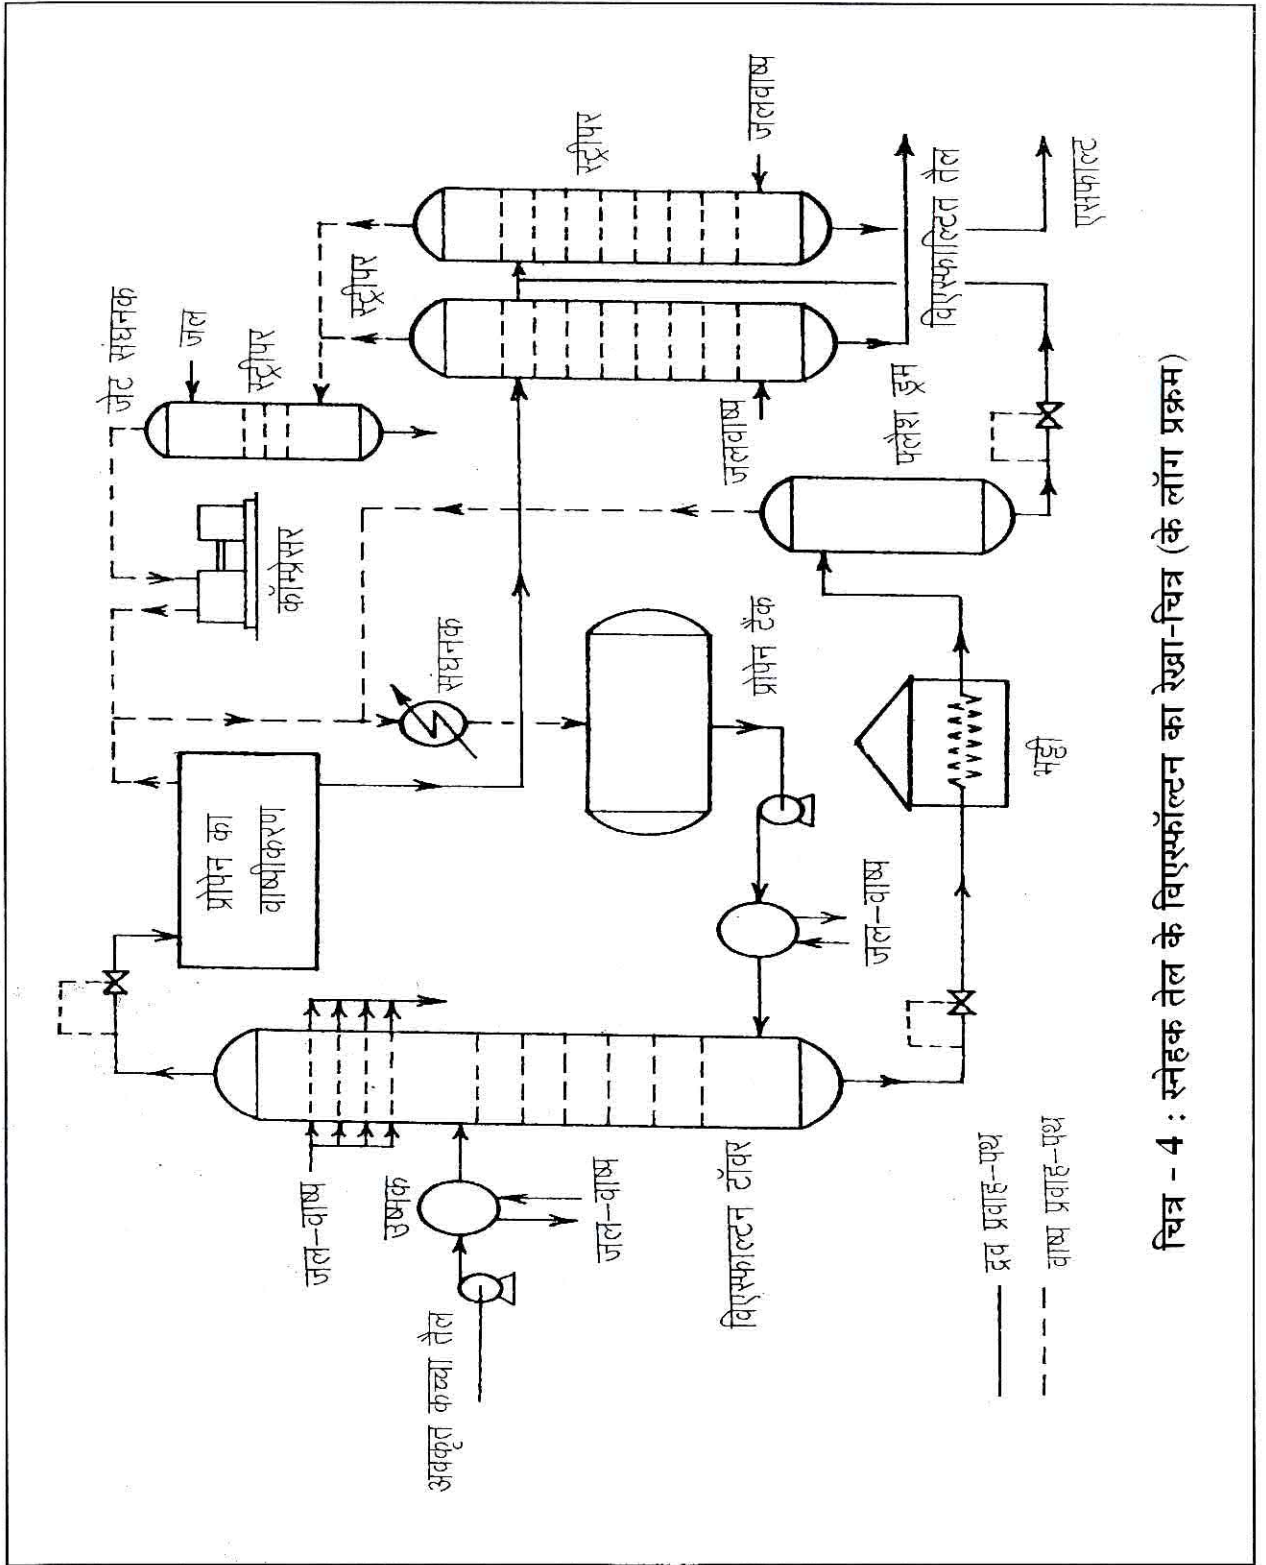 जेट संघनक
जल
स्ट्रीपर
स्ट्रीपर
स्ट्रीपर
जलवाष्प
कॉम्प्रेसर
प्रोपेन का
वाष्पीकरण
संघनक
जलवाष्प
विएस्फाल्टित तेल
एसफाल्ट
फ्लेश ड्रम
प्रोपेन टैंक
जल-वाष्प
भट्टी
जल-वाष्प
उष्मक
जल-वाष्प
अवकृंत कच्चा तेल
विएस्फाल्टन टॉवर
द्रव प्रवाह-पथ
वाष्प प्रवाह-पथ
चित्र - 4 : स्नेहक तेल के विएस्फॉल्टन का रेखा-चित्र (के लॉग प्रक्रम)